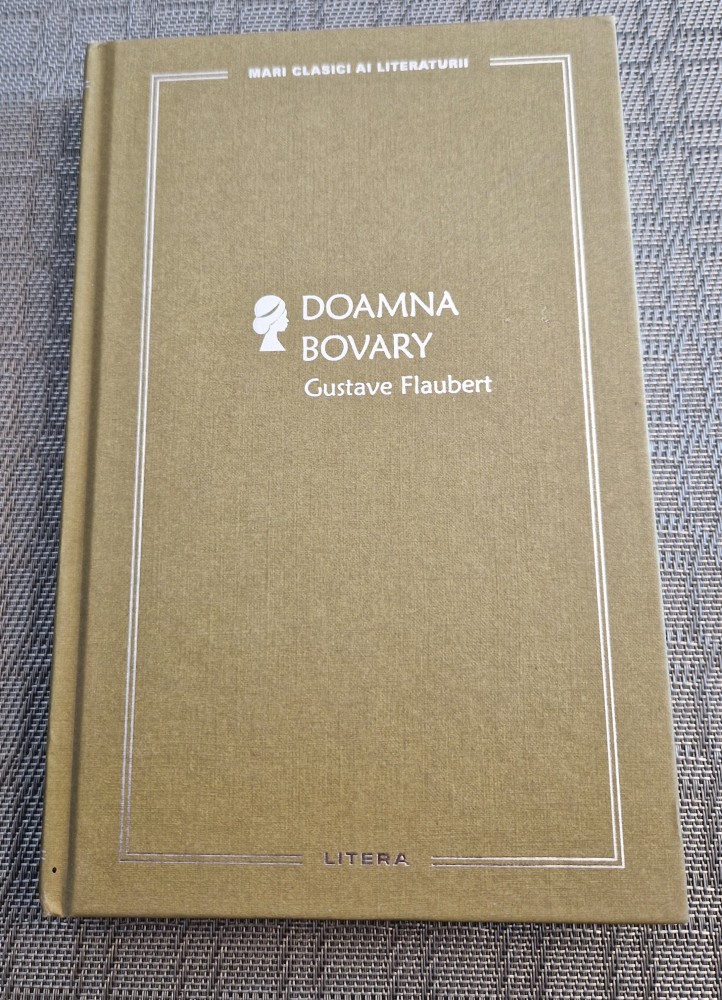 MARI CLASICI AI LITERATURII
DOAMNA
BOVARY
Gustave Flaubert
LITERA